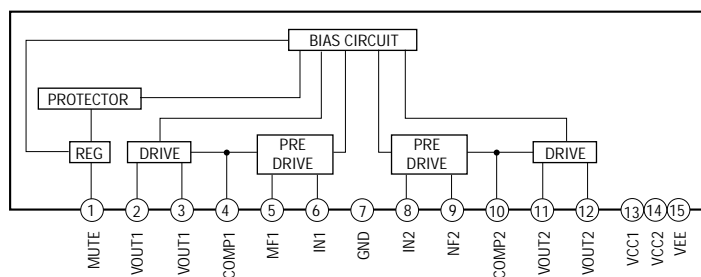 BIAS CIRCUIT
PROTECTOR
REG
DRIVE
PRE
DRIVE
PRE
DRIVE
DRIVE
1
2
3
4
5
6
7
8
9
10
11
12
13
14
15
MUTE
VOUT1
VOUT1
COMP1
MF1
IN1
GND
IN2
NF2
COMP2
VOUT2
VOUT2
VCC1
VCC2
VEE